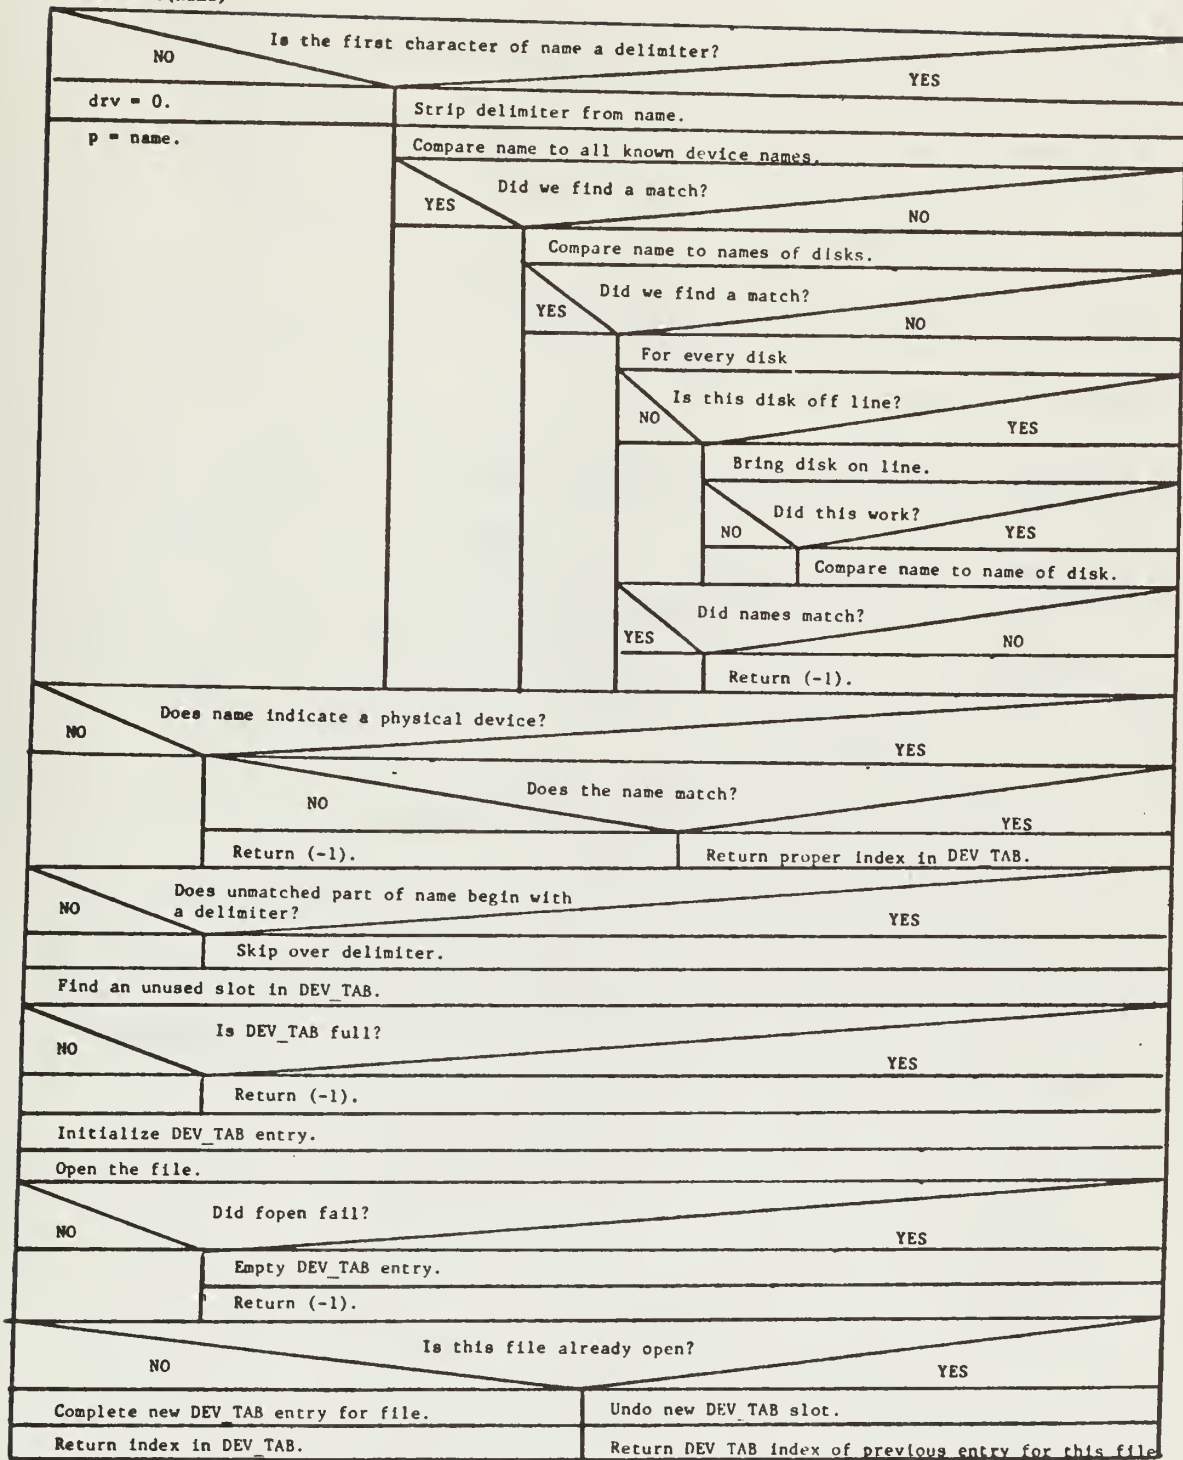 Is the first character of name a delimiter?
NO
YES
drv = 0.
Strip delimiter from name.
p = name.
Compare name to all known device names.
Did we find a match?
YES
NO
Compare name to names of disks.
Did we find a match?
YES
NO
For every disk
Is this disk off line?
NO
YES
Bring disk on line.
Did this work?
NO
YES
Compare name to name of disk.
Did names match?
YES
NO
Return (-1).
Does name indicate a physical device?
NO
YES
Does the name match?
NO
YES
Return (-1).
Return proper index in DEV_TAB.
Does unmatched part of name begin with
a delimiter?
NO
YES
Skip over delimiter.
Find an unused slot in DEV_TAB.
Is DEV_TAB full?
NO
YES
Return (-1).
Initialize DEV_TAB entry.
Open the file.
Did fopen fail?
NO
YES
Empty DEV_TAB entry.
Return (-1).
Is this file already open?
NO
YES
Complete new DEV_TAB entry for file.
Undo new DEV_TAB slot.
Return index in DEV_TAB.
Return DEV_TAB index of previous entry for this file